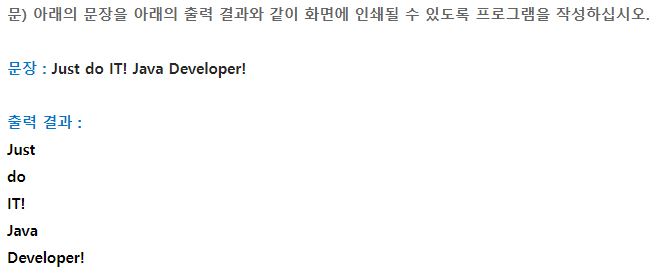 문) 아래의 문장을 아래의 출력 결과와 같이 화면에 인쇄될 수 있도록 프로그램을 작성하십시오.
문장 : Just do IT! Java Developer!
출력 결과 :
Just
do
IT!
Java
Developer!